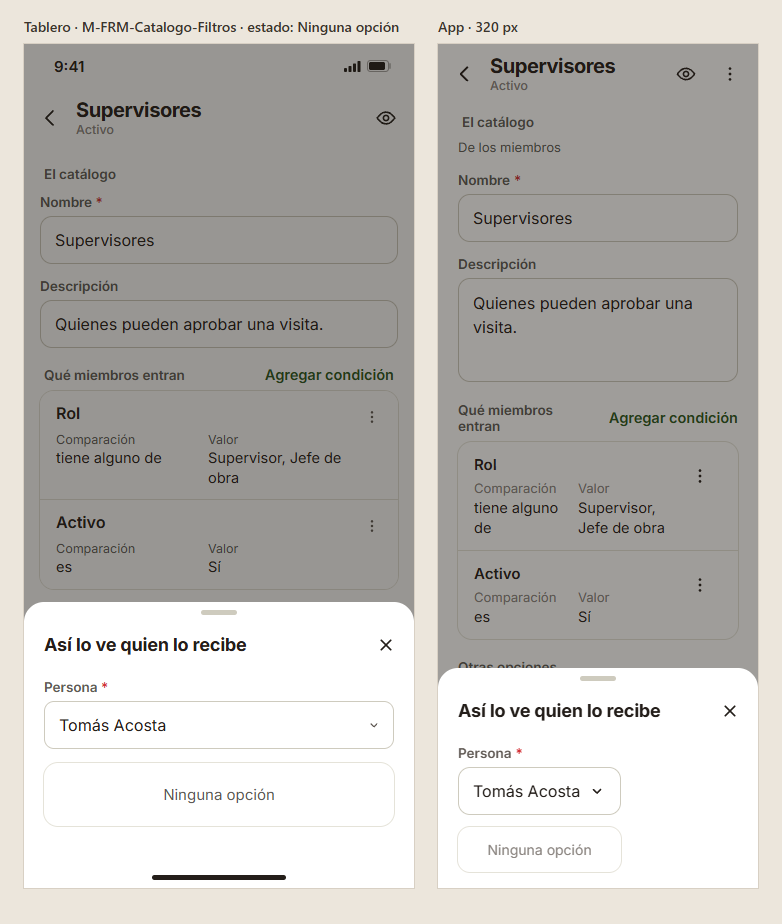 Tablero · M-FRM-Catalogo-Filtros · estado: Ninguna opción
9:41
Supervisores
Activo
El catálogo
Nombre *
Supervisores
Descripción
Quienes pueden aprobar una visita.
Qué miembros entran
Agregar condición
Rol
Comparación
Valor
tiene alguno de
Supervisor, Jefe de
obra
Activo
Comparación
Valor
es
Sí
Así lo ve quien lo recibe
Persona *
Tomás Acosta
Ninguna opción
App · 320 px
Supervisores
Activo
El catálogo
De los miembros
Nombre *
Supervisores
Descripción
Quienes pueden aprobar una
visita.
Qué miembros
entran
Agregar condición
Rol
Comparación
Valor
tiene alguno
de
Supervisor,
Jefe de obra
Activo
Comparación
Valor
es
Sí
Otras opciones
Así lo ve quien lo recibe
Persona *
Tomás Acosta
Ninguna opción